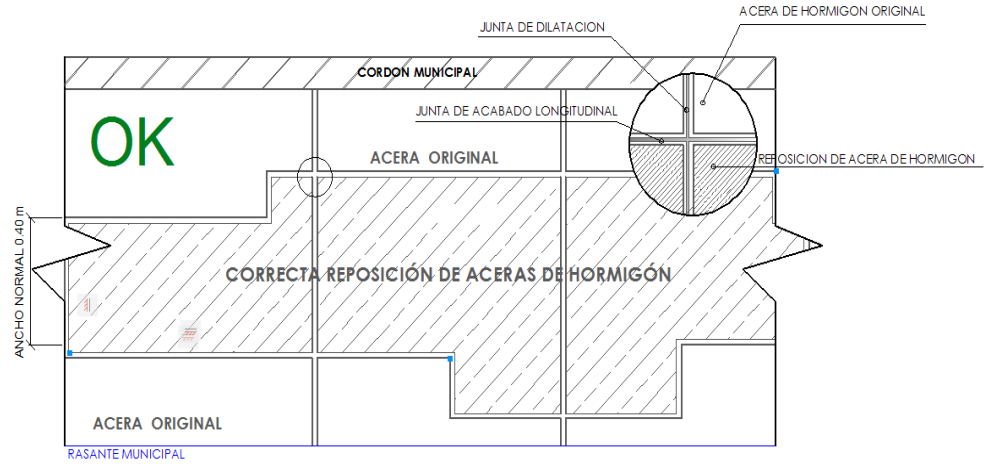 ACERA DE HORMIGON ORIGINAL
JUNTA DE DILATACION
CORDON MUNICIPAL
JUNTA DE ACABADO LONGITUDINAL
OK
ACERA ORIGINAL
REPOSICION DE ACERA DE HORMIGON
ANCHO NORMAL 0.40 m
CORRECTA REPOSICIÓN DE ACERAS DE HORMIGÓN
ACERA ORIGINAL
RASANTE MUNICIPAL